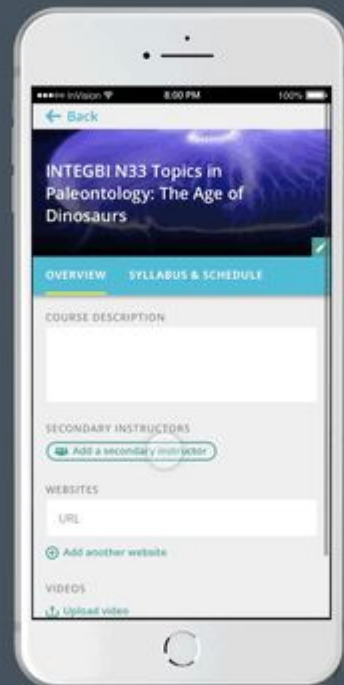 InVision 8:00 PM 100%
← Back
INTEGBI N33 Topics in
Paleontology: The Age of
Dinosaurs
OVERVIEW SYLLABUS & SCHEDULE
COURSE DESCRIPTION
SECONDARY INSTRUCTORS
Add a secondary instructor
WEBSITES
URL
Add another website
VIDEOS
Upload video